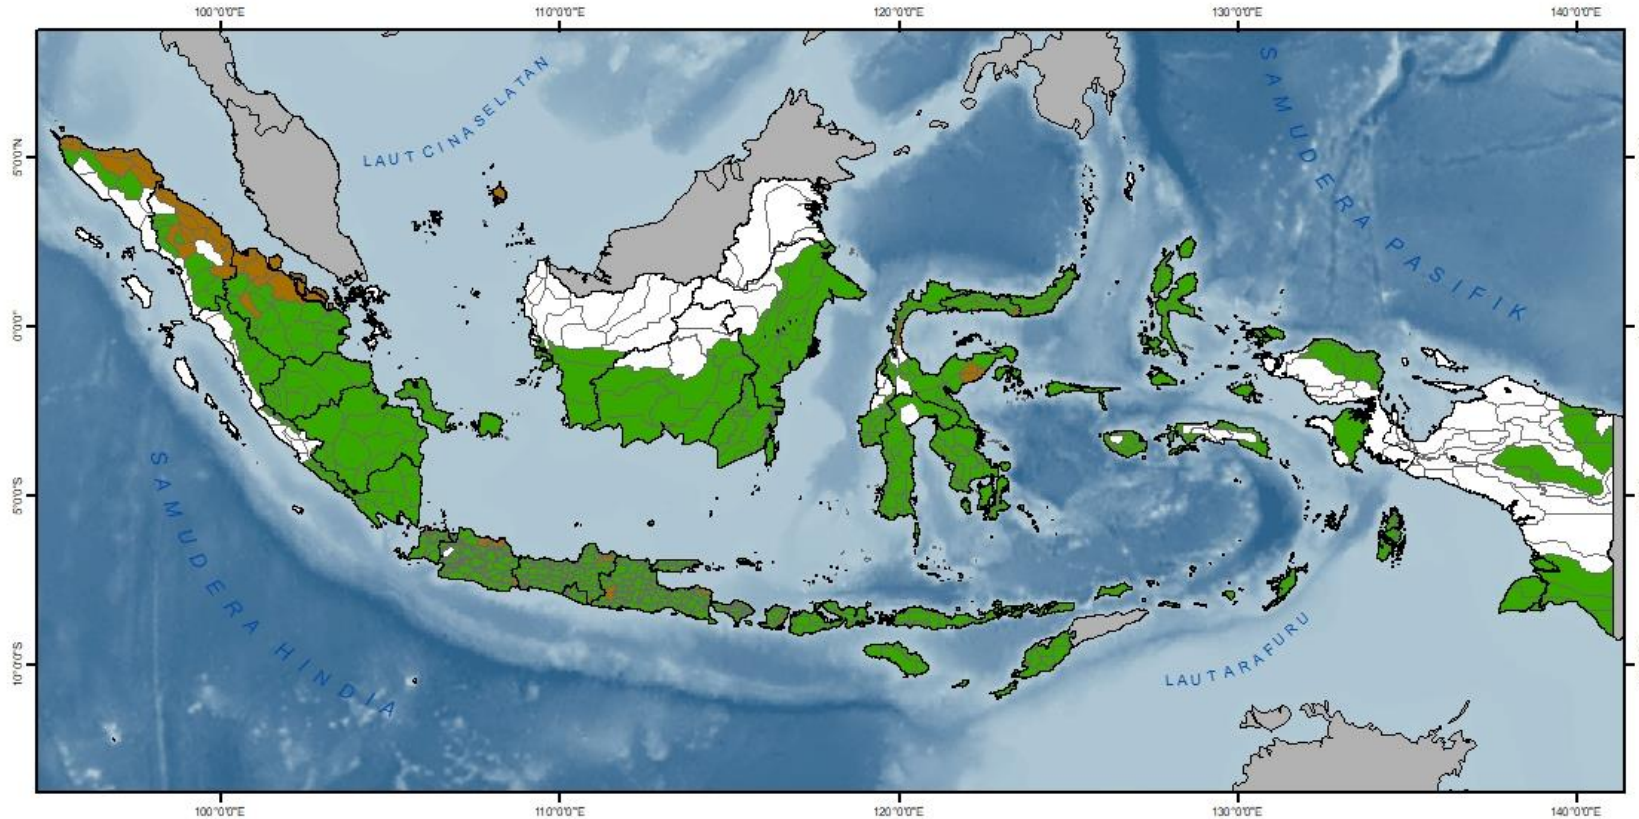 100°0'0"E 110°0'0"E 120°0'0"E 130°0'0"E 140°0'0"E
LAUT CINA SELATAN
SAMUDERA PASIFIK
5°0'0"N
0°0'0"
5°0'0"S
10°0'0"S
SAMUDERA HINDIA
LAUT ARAFURU
100°0'0"E 110°0'0"E 120°0'0"E 130°0'0"E 140°0'0"E